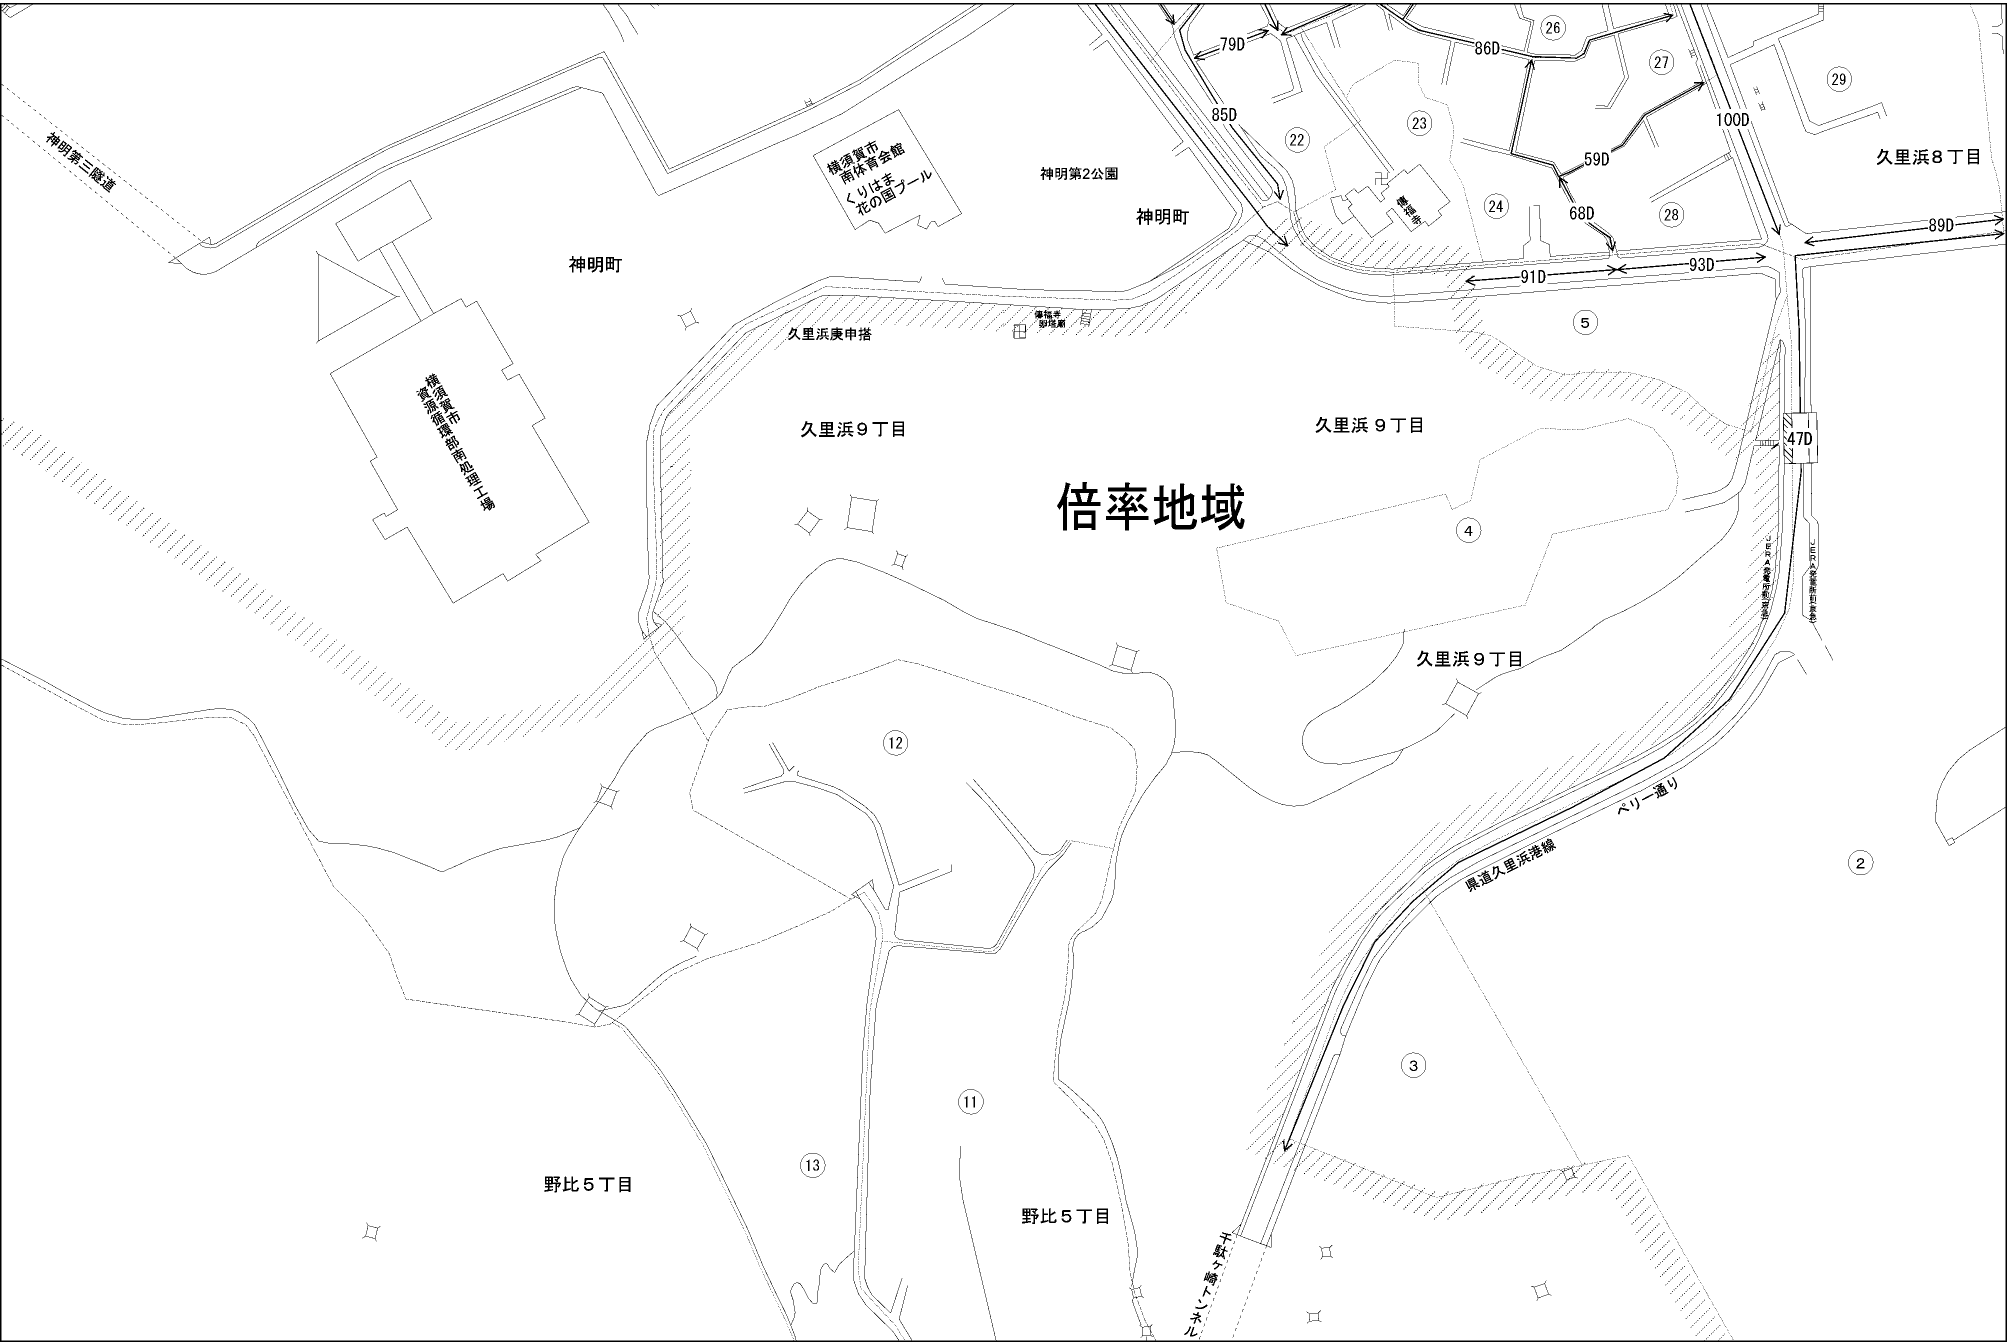 26
79D
86D
27
29
85D
100D
23
22
59D
久里浜８丁目
神明第三隧道
横須賀市
南体育会館
くりはま
花の国プール
神明第2公園
神明町
傳福寺
24
68D
28
89D
神明町
91D
93D
久里浜庚申搭
傳福寺
5
横須賀市
資源循環部南処理工場
久里浜９丁目
久里浜９丁目
47D
倍率地域
4
久里浜９丁目
12
ペリー通り
県道久里浜港線
2
3
11
13
野比５丁目
野比５丁目
千駄ヶ崎トンネル